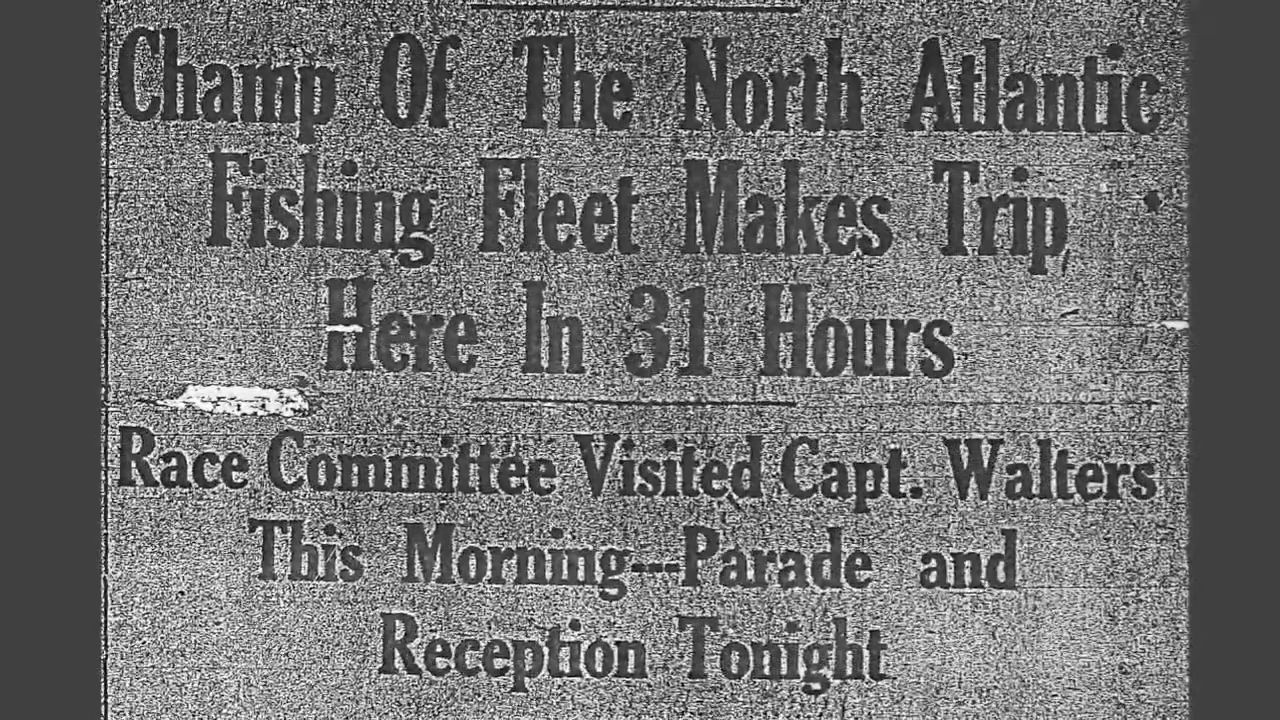 Champ Of The North Atlantic
Fishing Fleet Makes Trip
Here In 31 Hours
Race Committee Visited Capt. Walters
This Morning---Parade and
Reception Tonight